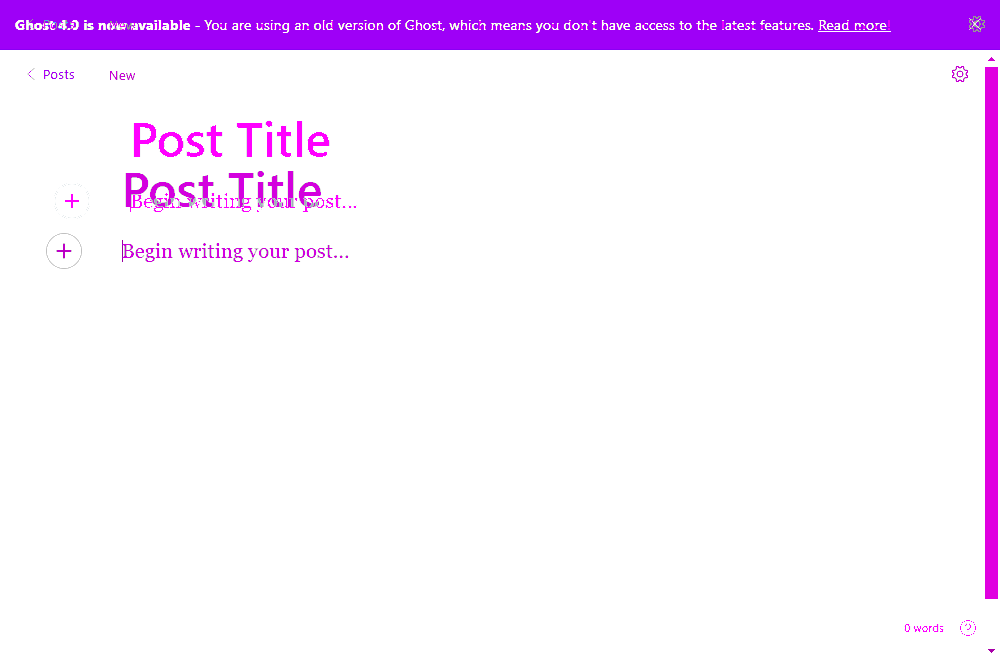 Ghost 4.0 is now available – You are using an old version of Ghost, which means you don't have access to the latest features. Read more!
Posts New
Post Title
Post Title
Begin writing your post...
Begin writing your post...
0 words